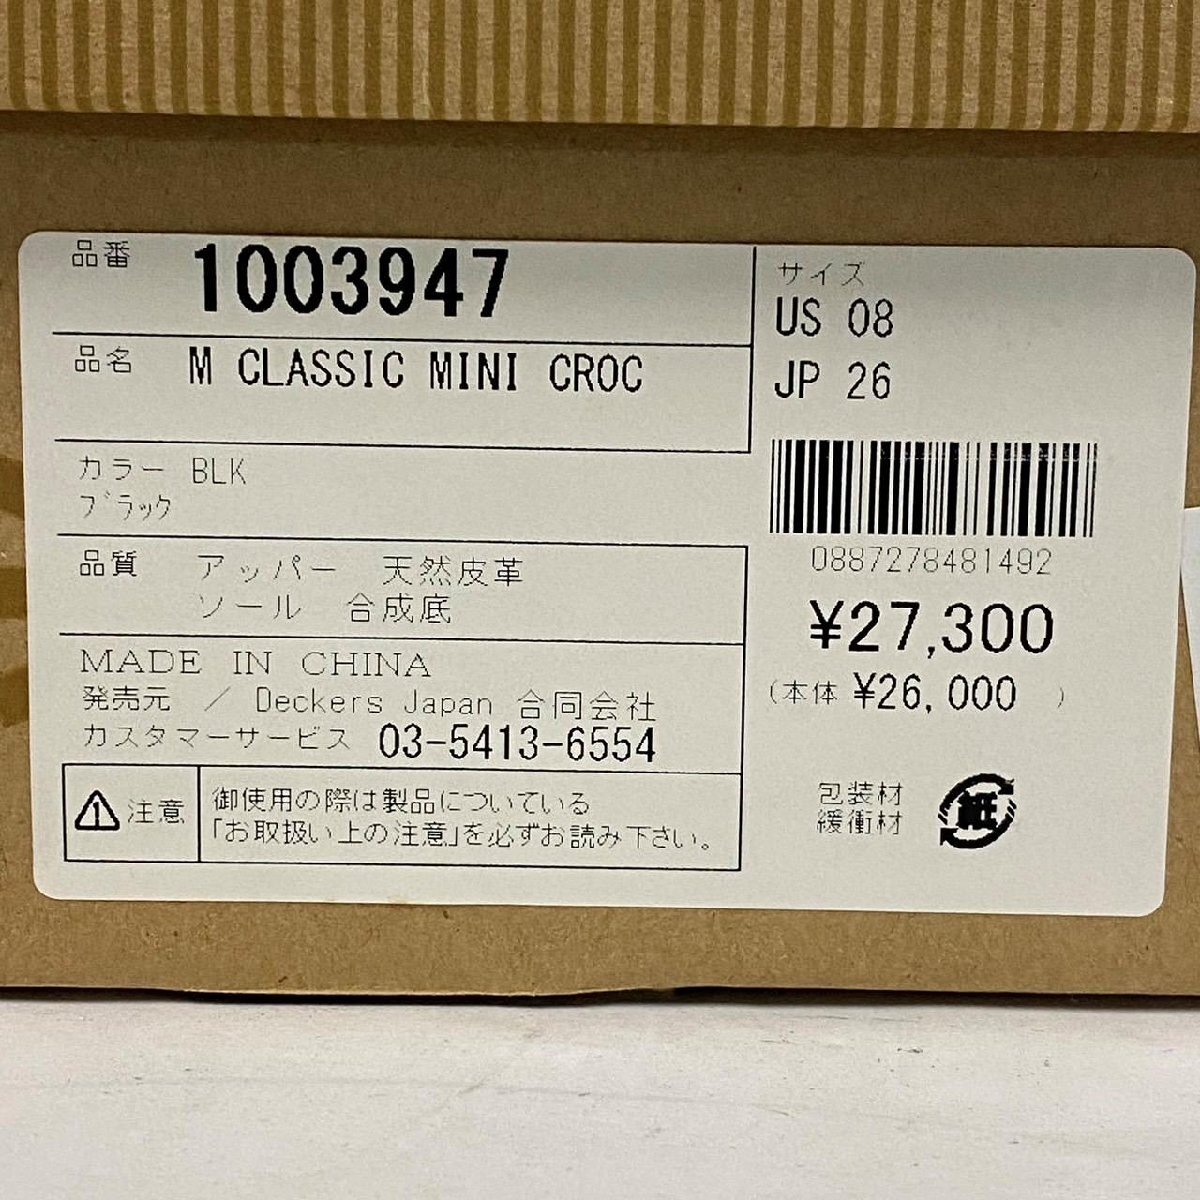 品番 1003947
品名 M CLASSIC MINI CROC
カラー BLK
ブラック
品質 アッパー 天然皮革
ソール 合成底
MADE IN CHINA
発売元 / Deckers Japan 合同会社
カスタマーサービス 03-5413-6554
注意
御使用の際は製品についている
「お取扱い上の注意」を必ずお読み下さい。
サイズ
US 08
JP 26
0887278481492
¥27,300
(本体 ¥26,000 )
包装材
緩衝材
紙